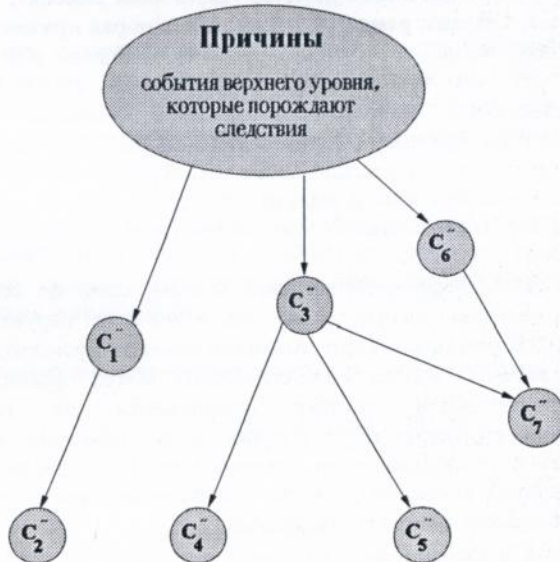 Причины
события верхнего уровня,
которые порождают
следствия
C₆¨
C₃¨
C₁¨
C₇¨
C₂¨
C₄¨
C₅¨